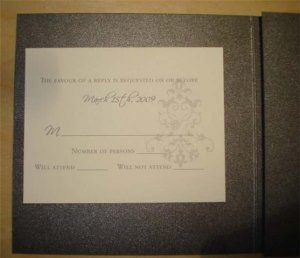 The favour of a reply is requested on or before
March 15th, 2009
M
Number of persons
Will attend Will not attend